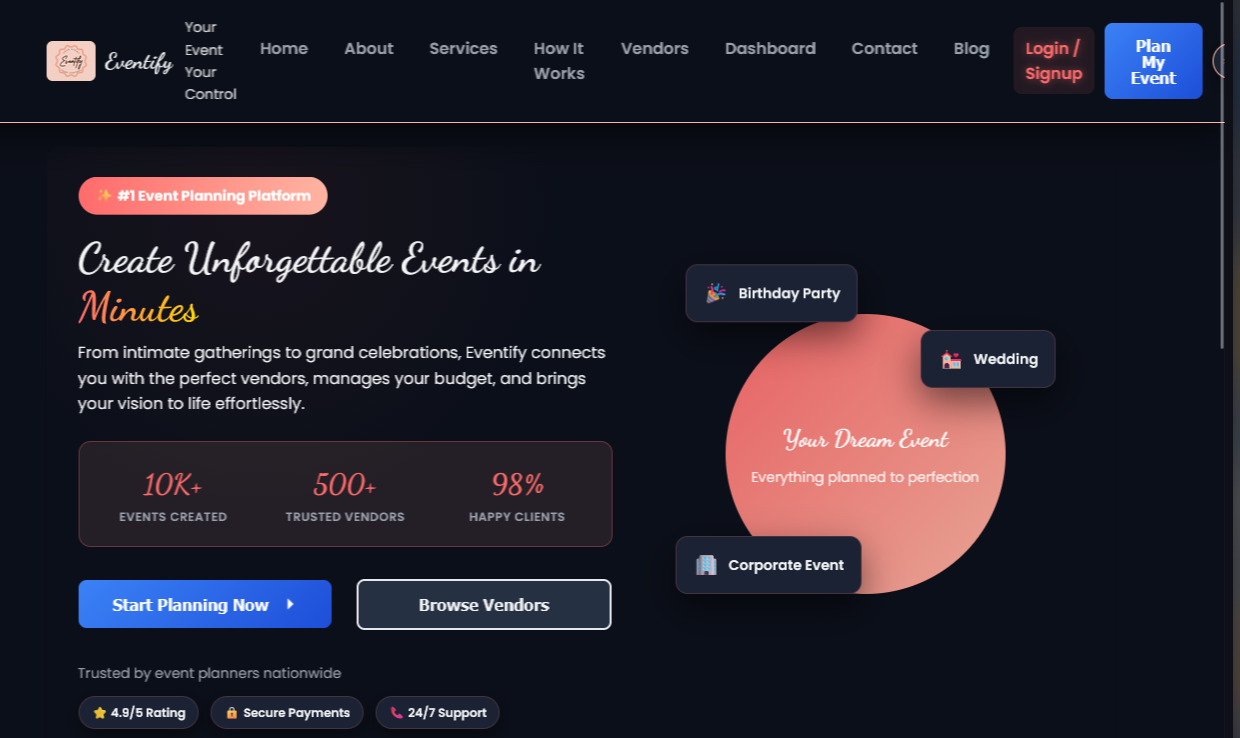 Eventify
Eventify
Your
Event
Your
Control
Home
About
Services
How It
Works
Vendors
Dashboard
Contact
Blog
Login /
Signup
Plan
My
Event
✨ #1 Event Planning Platform
Create Unforgettable Events in
Minutes
From intimate gatherings to grand celebrations, Eventify connects
you with the perfect vendors, manages your budget, and brings
your vision to life effortlessly.
10K+
EVENTS CREATED
500+
TRUSTED VENDORS
98%
HAPPY CLIENTS
Start Planning Now
Browse Vendors
Trusted by event planners nationwide
⭐ 4.9/5 Rating
🔒 Secure Payments
📞 24/7 Support
🎉 Birthday Party
💒 Wedding
Your Dream Event
Everything planned to perfection
🏢 Corporate Event